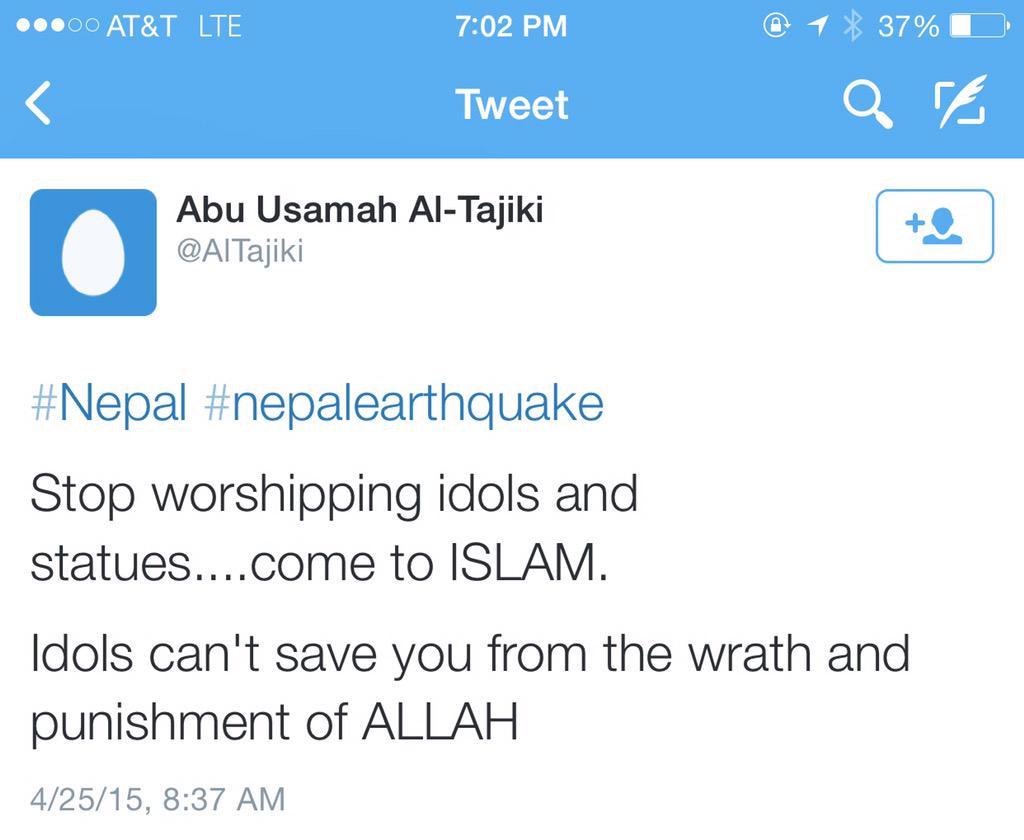 AT&T LTE 7:02 PM 37%
Tweet
Abu Usamah Al-Tajiki
@AlTajiki
#Nepal #nepalearthquake
Stop worshipping idols and
statues....come to ISLAM.
Idols can't save you from the wrath and
punishment of ALLAH
4/25/15, 8:37 AM